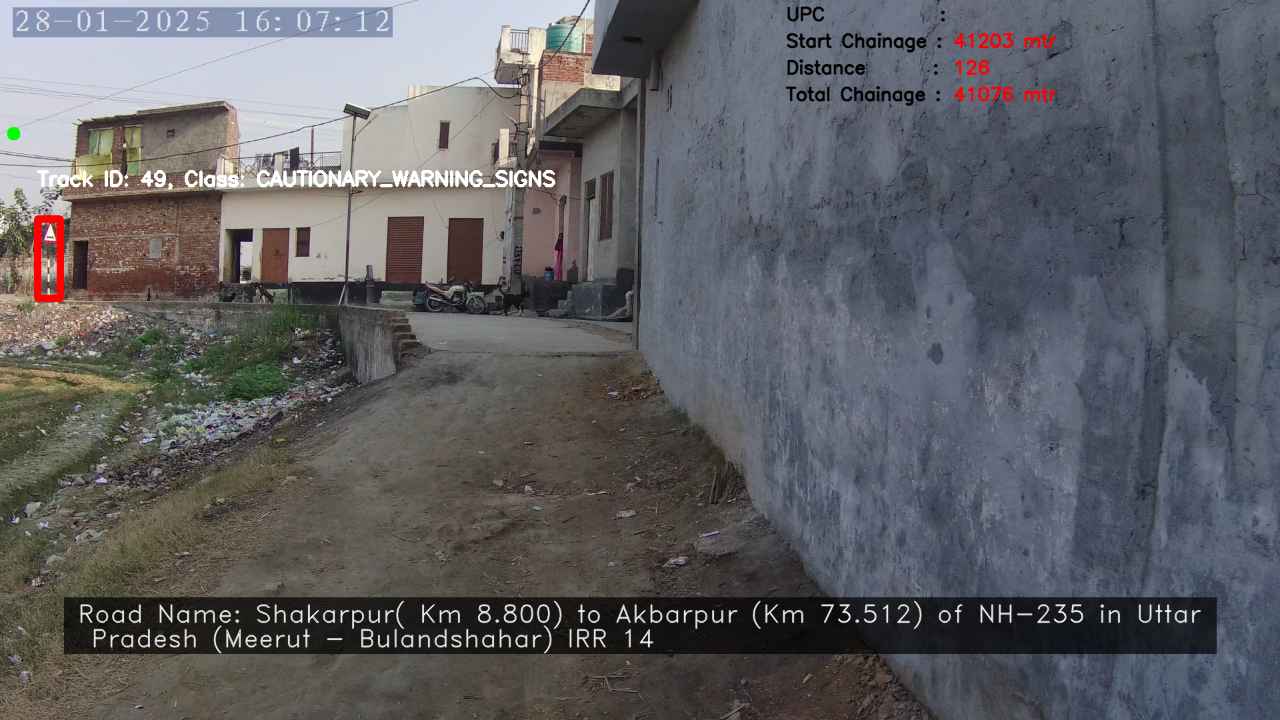 28-01-2025 16:07:12
UPC :
Start Chainage : 41203 mtr
Distance : 126
Total Chainage : 41076 mtr
Track ID: 49, Class: CAUTIONARY_WARNING_SIGNS
Road Name: Shakarpur( Km 8.800) to Akbarpur (Km 73.512) of NH-235 in Uttar
Pradesh (Meerut - Bulandshahar) IRR 14